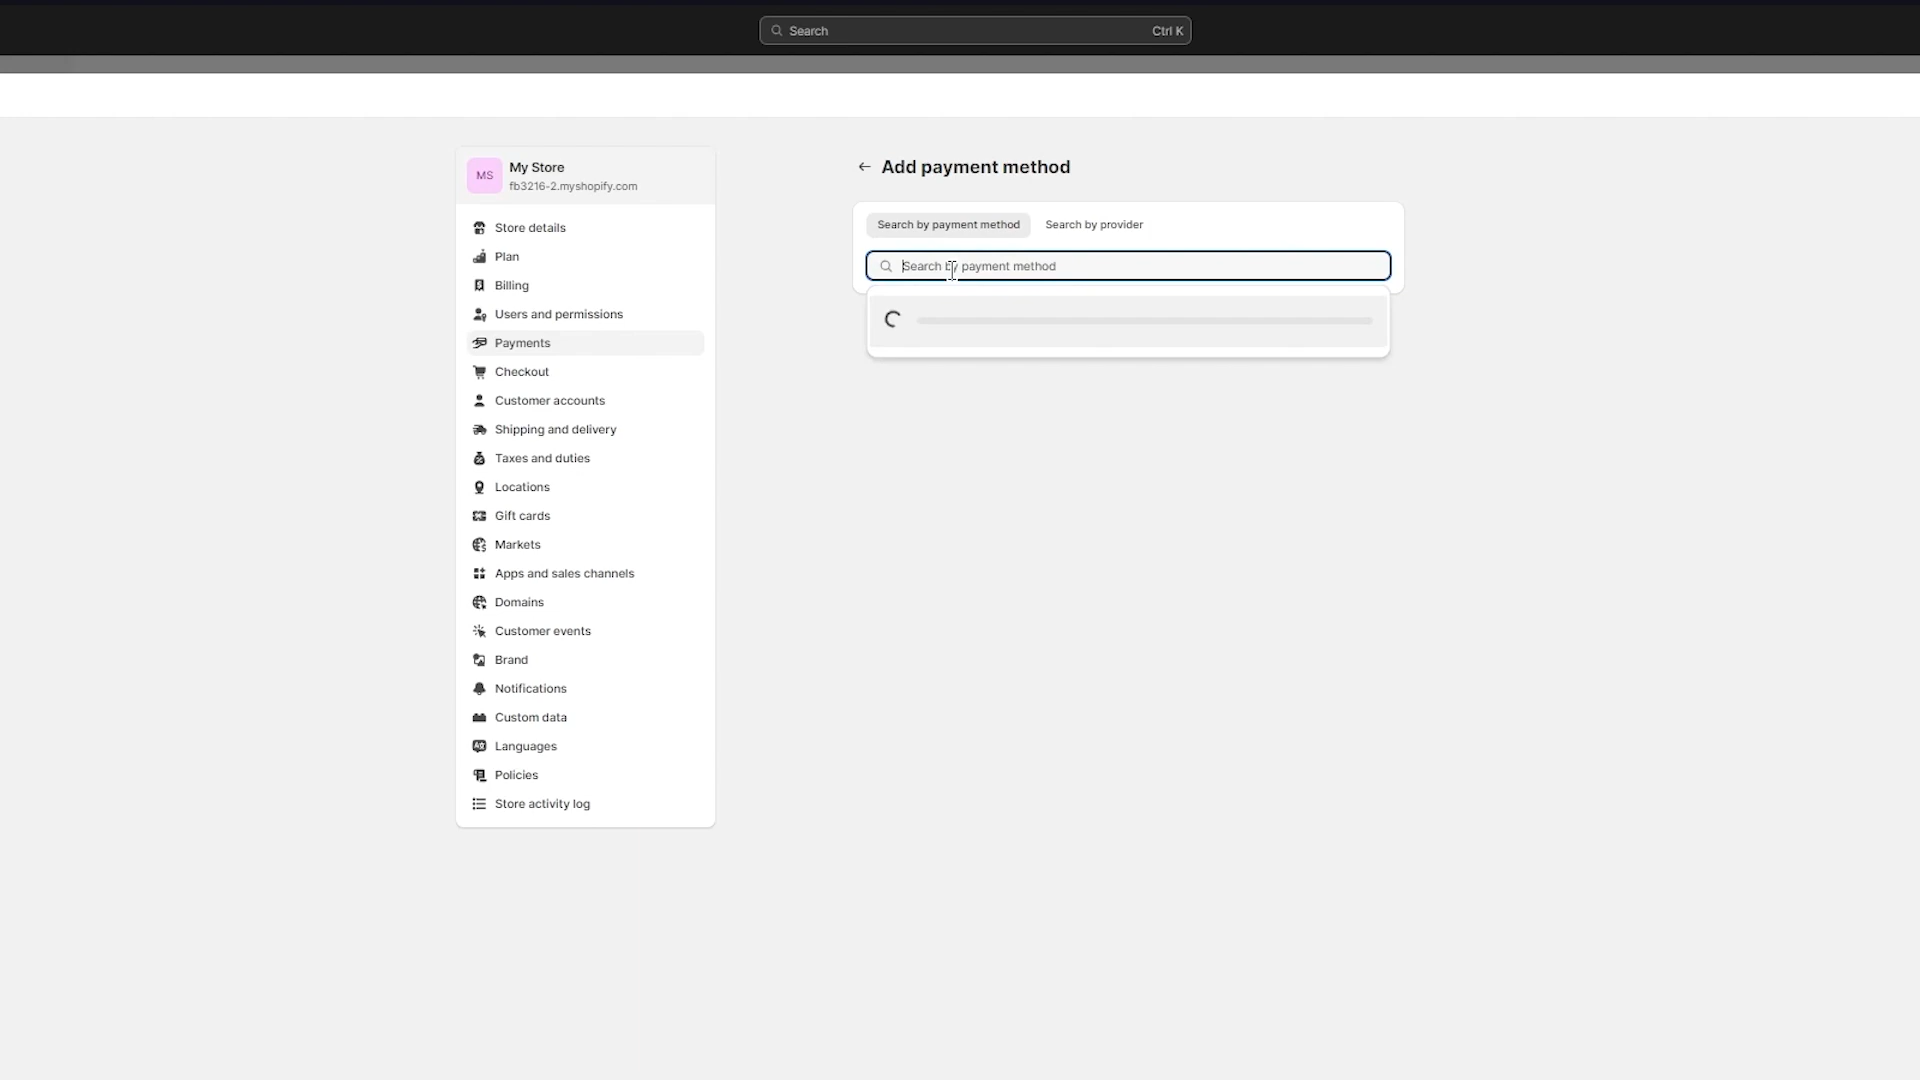 Search Ctrl K
MS
My Store
fb3216-2.myshopify.com
Store details
Plan
Billing
Users and permissions
Payments
Checkout
Customer accounts
Shipping and delivery
Taxes and duties
Locations
Gift cards
Markets
Apps and sales channels
Domains
Customer events
Brand
Notifications
Custom data
Languages
Policies
Store activity log
Add payment method
Search by payment method Search by provider
Search by payment method